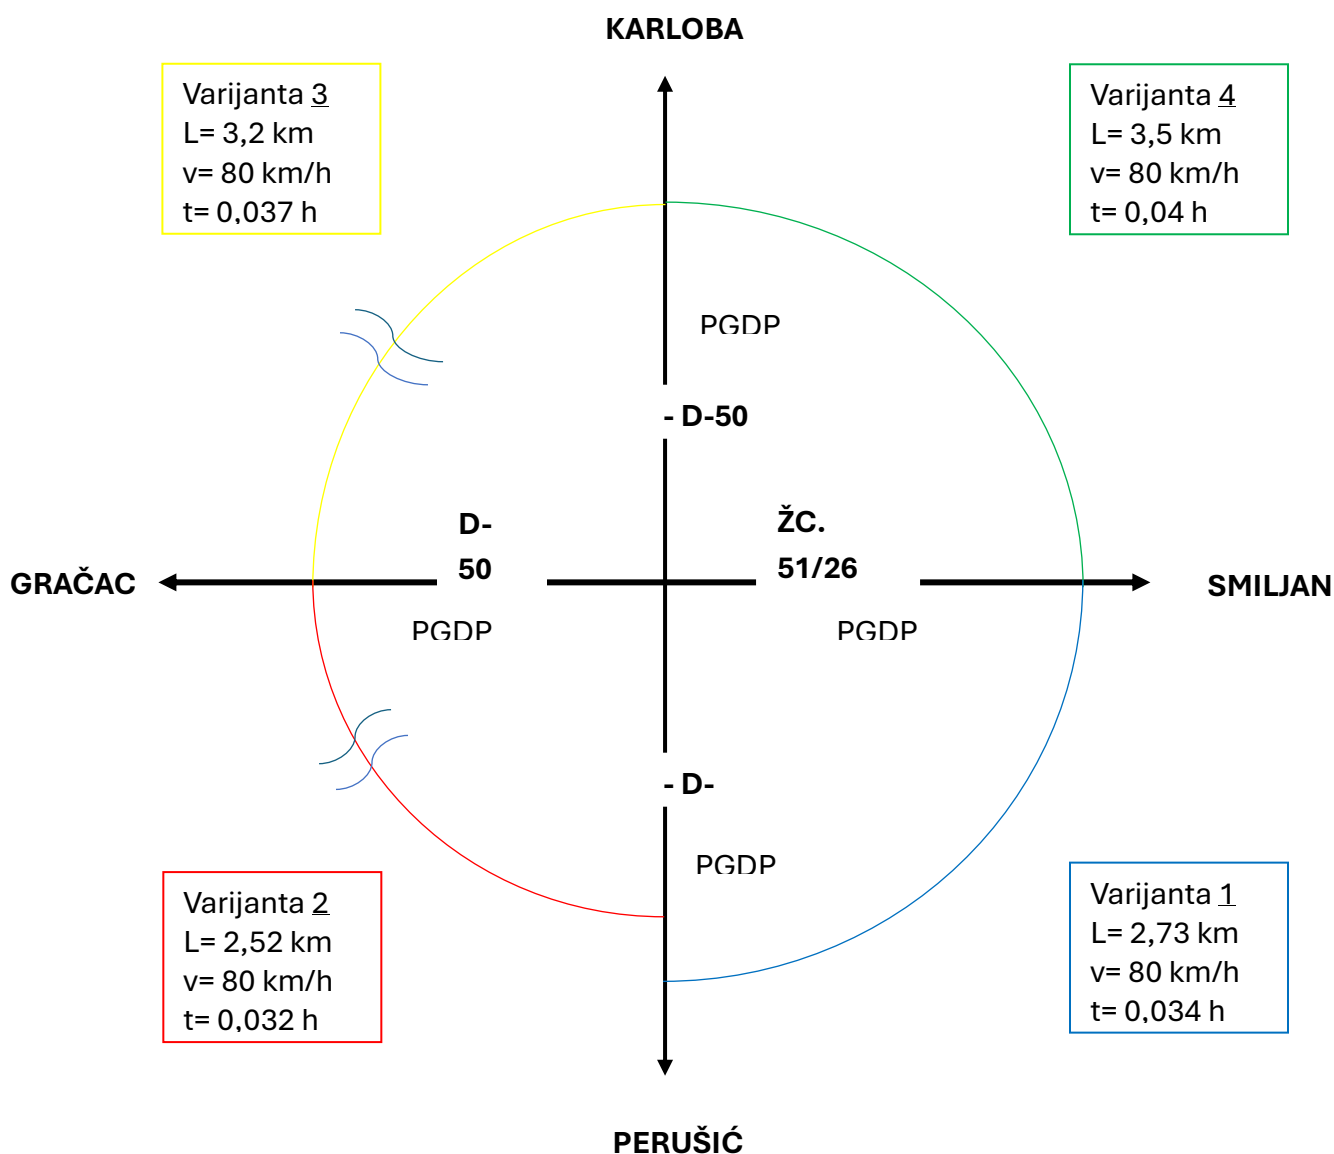 KARLOBA
Varijanta 3
L= 3,2 km
v= 80 km/h
t= 0,037 h
Varijanta 4
L= 3,5 km
v= 80 km/h
t= 0,04 h
PGDP
- D-50
D-
50
ŽC.
51/26
GRAČAC
SMILJAN
PGDP
PGDP
- D-
PGDP
Varijanta 2
L= 2,52 km
v= 80 km/h
t= 0,032 h
Varijanta 1
L= 2,73 km
v= 80 km/h
t= 0,034 h
PERUŠIĆ